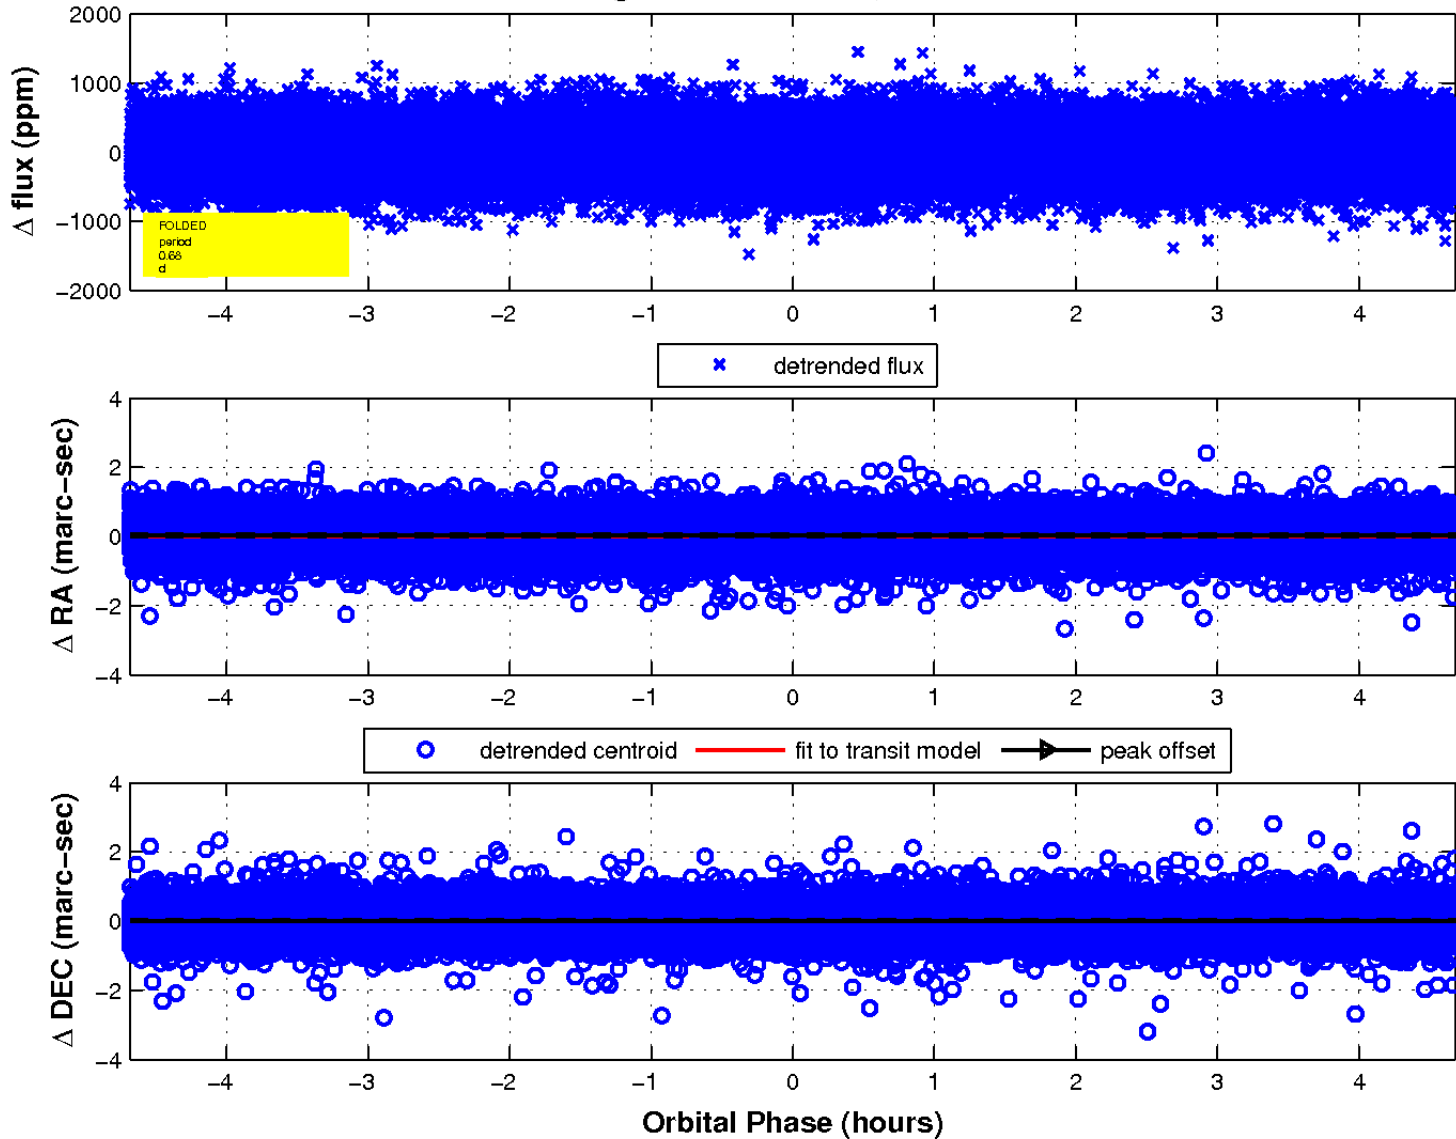 2000
1000
0
−1000
−2000
Δ flux (ppm)
FOLDED
period
0.68
d
−4 −3 −2 −1 0 1 2 3 4
detrended flux
4
2
0
−2
−4
Δ RA (marc−sec)
−4 −3 −2 −1 0 1 2 3 4
detrended centroid fit to transit model peak offset
4
2
0
−2
−4
Δ DEC (marc−sec)
−4 −3 −2 −1 0 1 2 3 4
Orbital Phase (hours)